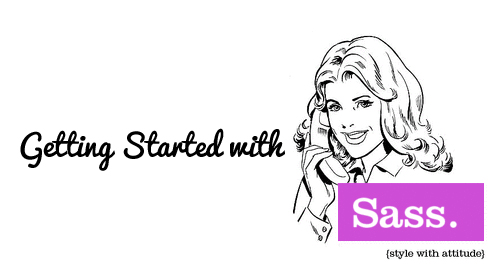 Getting Started with
Sass.
{style with attitude}